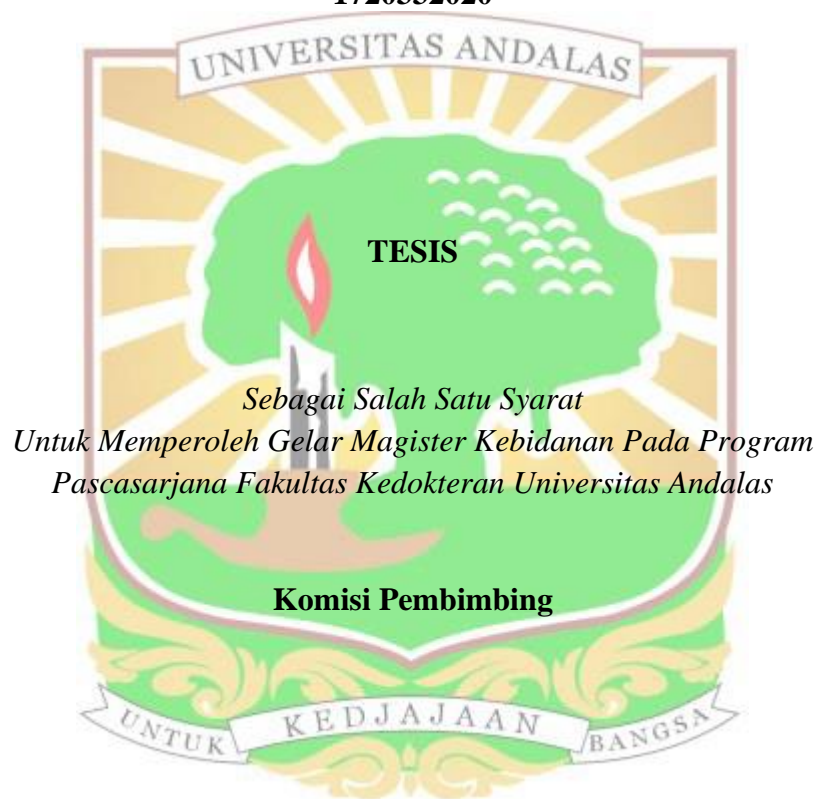 UNIVERSITAS ANDALAS
TESIS
Sebagai Salah Satu Syarat
Untuk Memperoleh Gelar Magister Kebidanan Pada Program
Pascasarjana Fakultas Kedokteran Universitas Andalas
Komisi Pembimbing
UNTUK KEDJAJAAN BANGSA